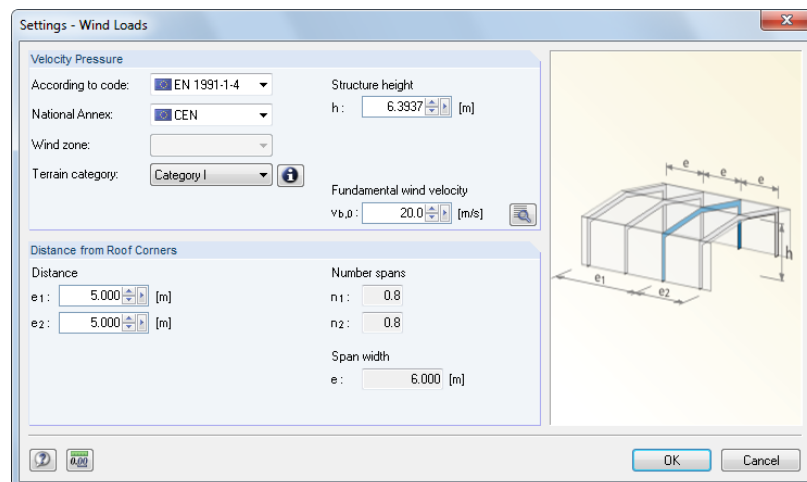 Settings - Wind Loads
Velocity Pressure
According to code: EN 1991-1-4
National Annex: CEN
Wind zone:
Terrain category: Category I
Structure height
h: 6.3937 [m]
Fundamental wind velocity
vb,0: 20.0 [m/s]
Distance from Roof Corners
Distance
e1: 5.000 [m]
e2: 5.000 [m]
Number spans
n1: 0.8
n2: 0.8
Span width
e: 6.000 [m]
e
e
e
h
e1
e2
0.00
OK
Cancel